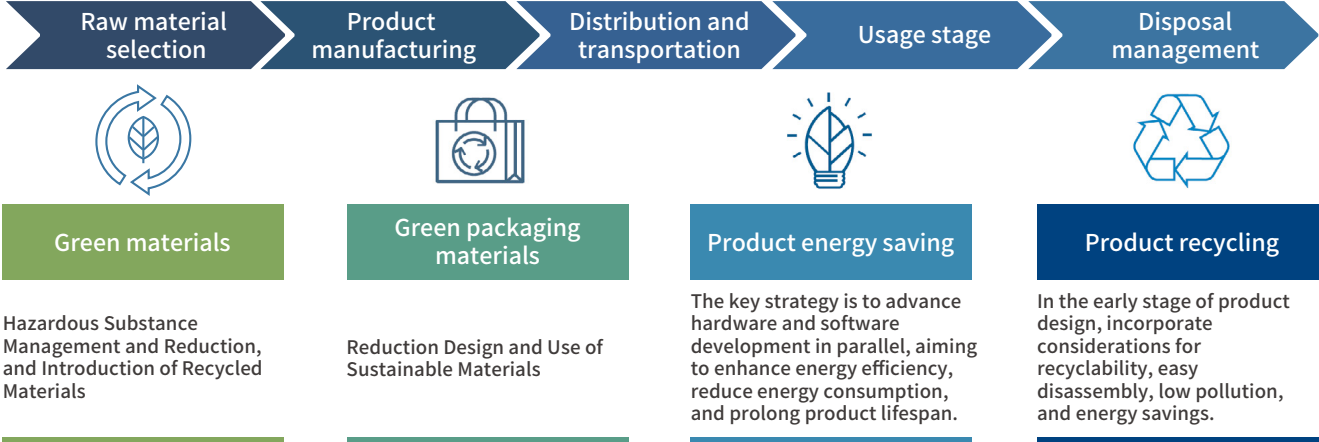 Raw material
selection
Product
manufacturing
Distribution and
transportation
Usage stage
Disposal
management
Green materials
Green packaging
materials
Product energy saving
Product recycling
Hazardous Substance
Management and Reduction,
and Introduction of Recycled
Materials
Reduction Design and Use of
Sustainable Materials
The key strategy is to advance
hardware and software
development in parallel, aiming
to enhance energy efficiency,
reduce energy consumption,
and prolong product lifespan.
In the early stage of product
design, incorporate
considerations for
recyclability, easy
disassembly, low pollution,
and energy savings.